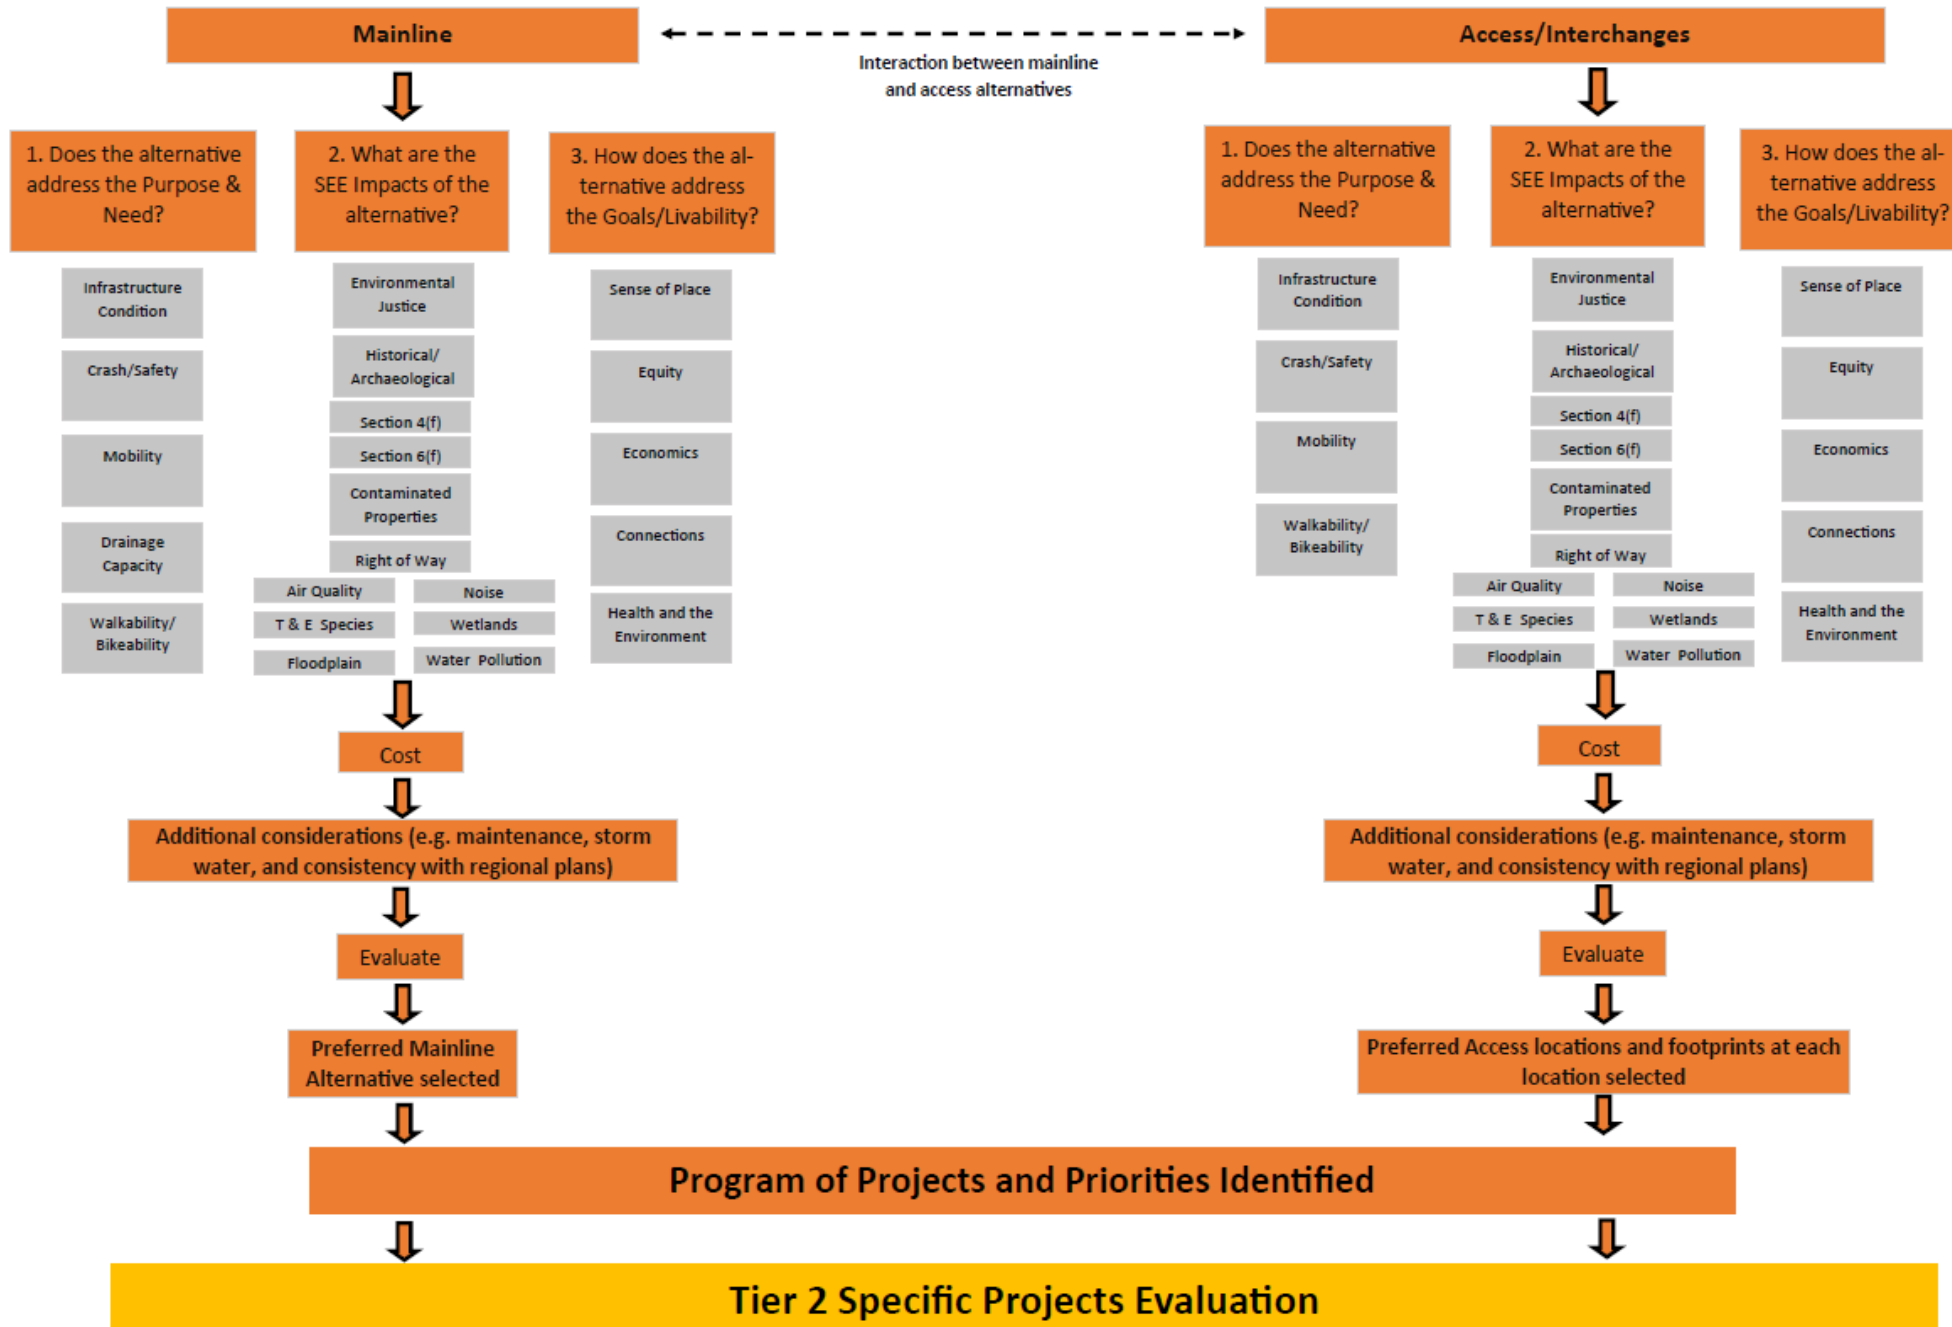 Mainline
Interaction between mainline
and access alternatives
Access/Interchanges
1. Does the alternative
address the Purpose &
Need?
2. What are the
SEE Impacts of the
alternative?
3. How does the al-
ternative address
the Goals/Livability?
Infrastructure
Condition
Crash/Safety
Mobility
Drainage
Capacity
Walkability/
Bikeability
Environmental
Justice
Historical/
Archaeological
Section 4(f)
Section 6(f)
Contaminated
Properties
Right of Way
Air Quality
Noise
T & E Species
Wetlands
Floodplain
Water Pollution
Sense of Place
Equity
Economics
Connections
Health and the
Environment
Cost
Additional considerations (e.g. maintenance, storm
water, and consistency with regional plans)
Evaluate
Preferred Mainline
Alternative selected
1. Does the alternative
address the Purpose &
Need?
2. What are the
SEE Impacts of the
alternative?
3. How does the al-
ternative address
the Goals/Livability?
Infrastructure
Condition
Crash/Safety
Mobility
Walkability/
Bikeability
Environmental
Justice
Historical/
Archaeological
Section 4(f)
Section 6(f)
Contaminated
Properties
Right of Way
Air Quality
Noise
T & E Species
Wetlands
Floodplain
Water Pollution
Sense of Place
Equity
Economics
Connections
Health and the
Environment
Cost
Additional considerations (e.g. maintenance, storm
water, and consistency with regional plans)
Evaluate
Preferred Access locations and footprints at each
location selected
Program of Projects and Priorities Identified
Tier 2 Specific Projects Evaluation